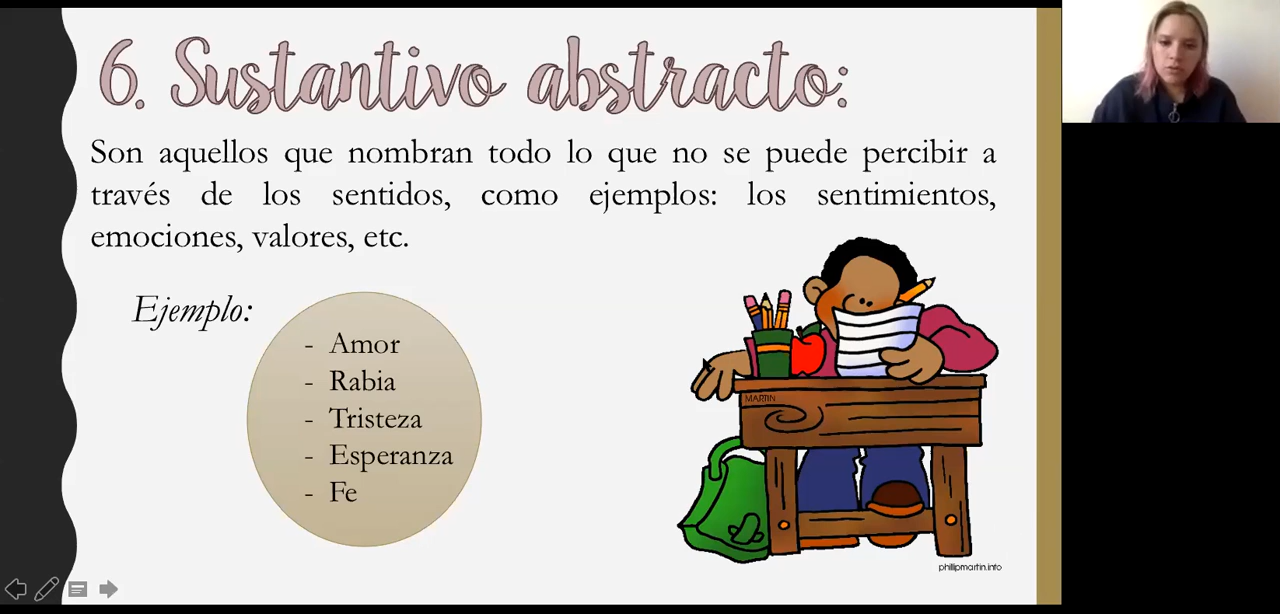 6. Sustantivo abstracto:
Son aquellos que nombran todo lo que no se puede percibir a
través de los sentidos, como ejemplos: los sentimientos,
emociones, valores, etc.
Ejemplo:
- Amor
- Rabia
- Tristeza
- Esperanza
- Fe
MARTIN
phillipmartin.info